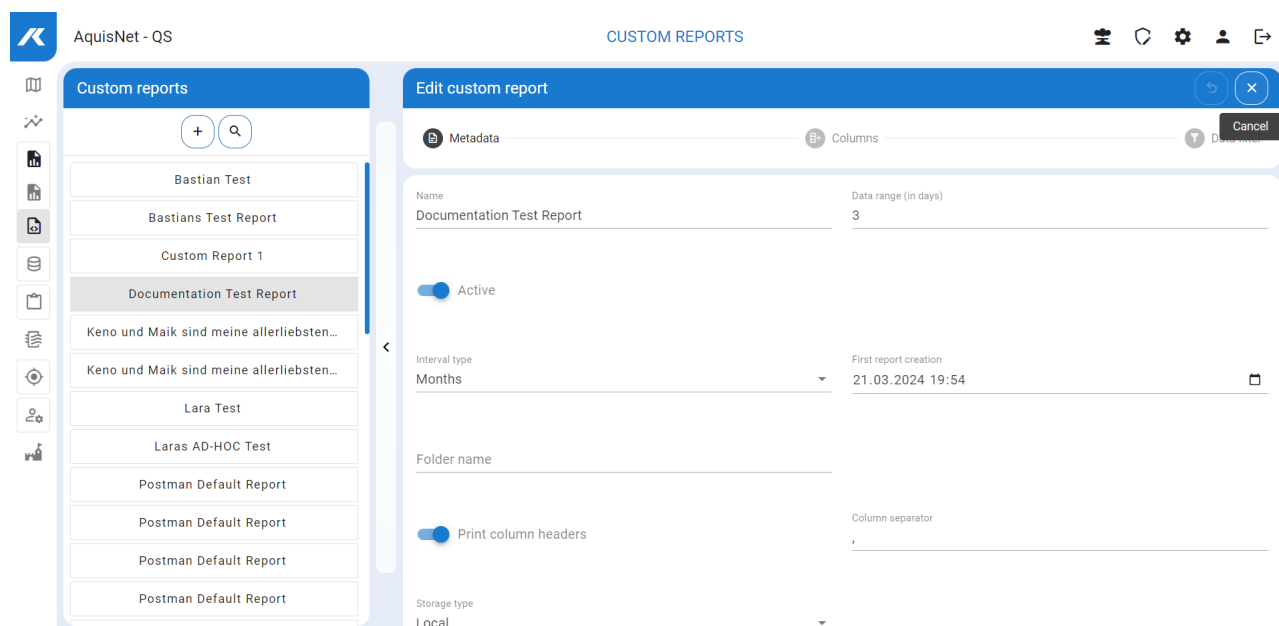 AquisNet - QS
CUSTOM REPORTS
Custom reports
Bastian Test
Bastians Test Report
Custom Report 1
Documentation Test Report
Keno und Maik sind meine allerliebsten…
Keno und Maik sind meine allerliebsten…
Lara Test
Laras AD-HOC Test
Postman Default Report
Postman Default Report
Postman Default Report
Postman Default Report
Edit custom report
Cancel
Metadata
Columns
Name
Documentation Test Report
Data range (in days)
3
Active
Interval type
Months
First report creation
21.03.2024 19:54
Folder name
Print column headers
Column separator
,
Storage type
Local